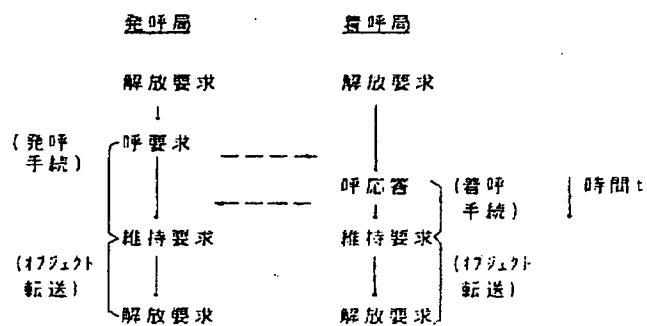 発呼局 着呼局
解放要求 解放要求
(発呼手続) 呼要求
呼応答 (着呼手続) 時間t
維持要求 維持要求
(オブジェクト転送) (オブジェクト転送)
解放要求 解放要求